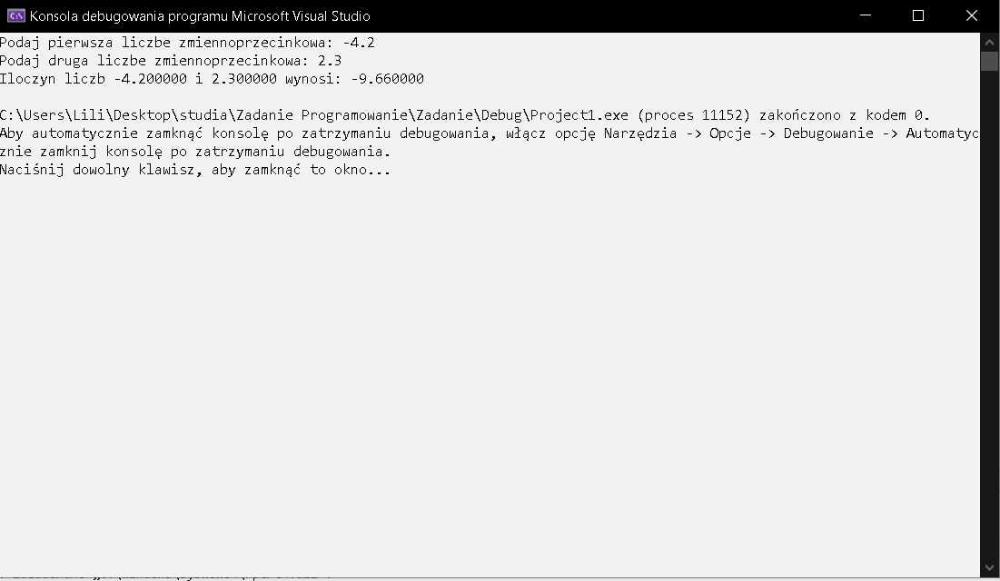 Konsola debugowania programu Microsoft Visual Studio
Podaj pierwsza liczbe zmiennoprzecinkowa: -4.2
Podaj druga liczbe zmiennoprzecinkowa: 2.3
Iloczyn liczb -4.200000 i 2.300000 wynosi: -9.660000
C:\Users\Lili\Desktop\studia\Zadanie Programowanie\Zadanie\Debug\Project1.exe (proces 11152) zakończono z kodem 0.
Aby automatycznie zamknąć konsolę po zatrzymaniu debugowania, włącz opcję Narzędzia -> Opcje -> Debugowanie -> Automatyc
znie zamknij konsolę po zatrzymaniu debugowania.
Naciśnij dowolny klawisz, aby zamknąć to okno...